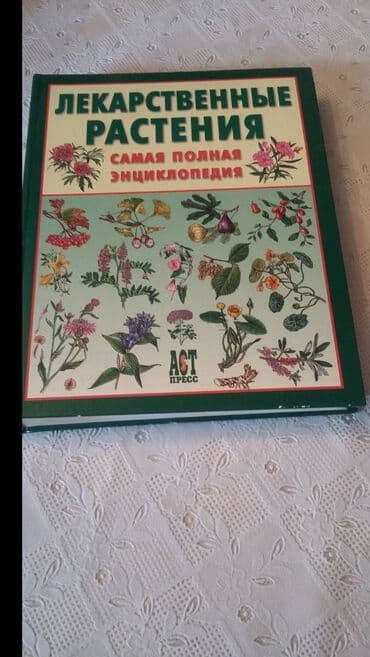 ЛЕКАРСТВЕННЫЕ
РАСТЕНИЯ
САМАЯ ПОЛНАЯ
ЭНЦИКЛОПЕДИЯ
АСТ
ПРЕСС